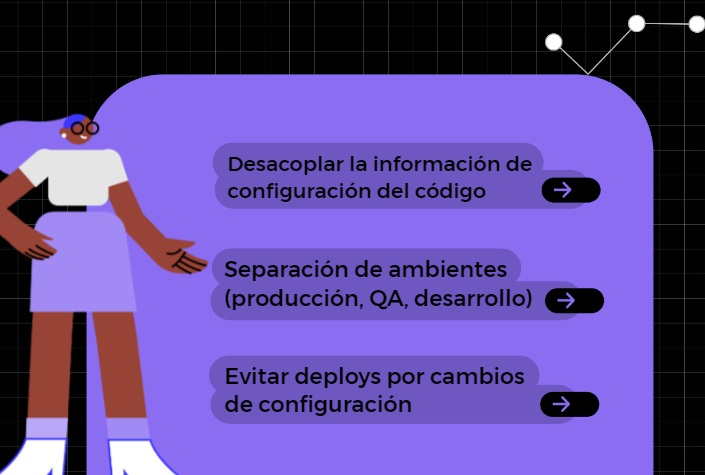 Desacoplar la información de
configuración del código
Separación de ambientes
(producción, QA, desarrollo)
Evitar deploys por cambios
de configuración